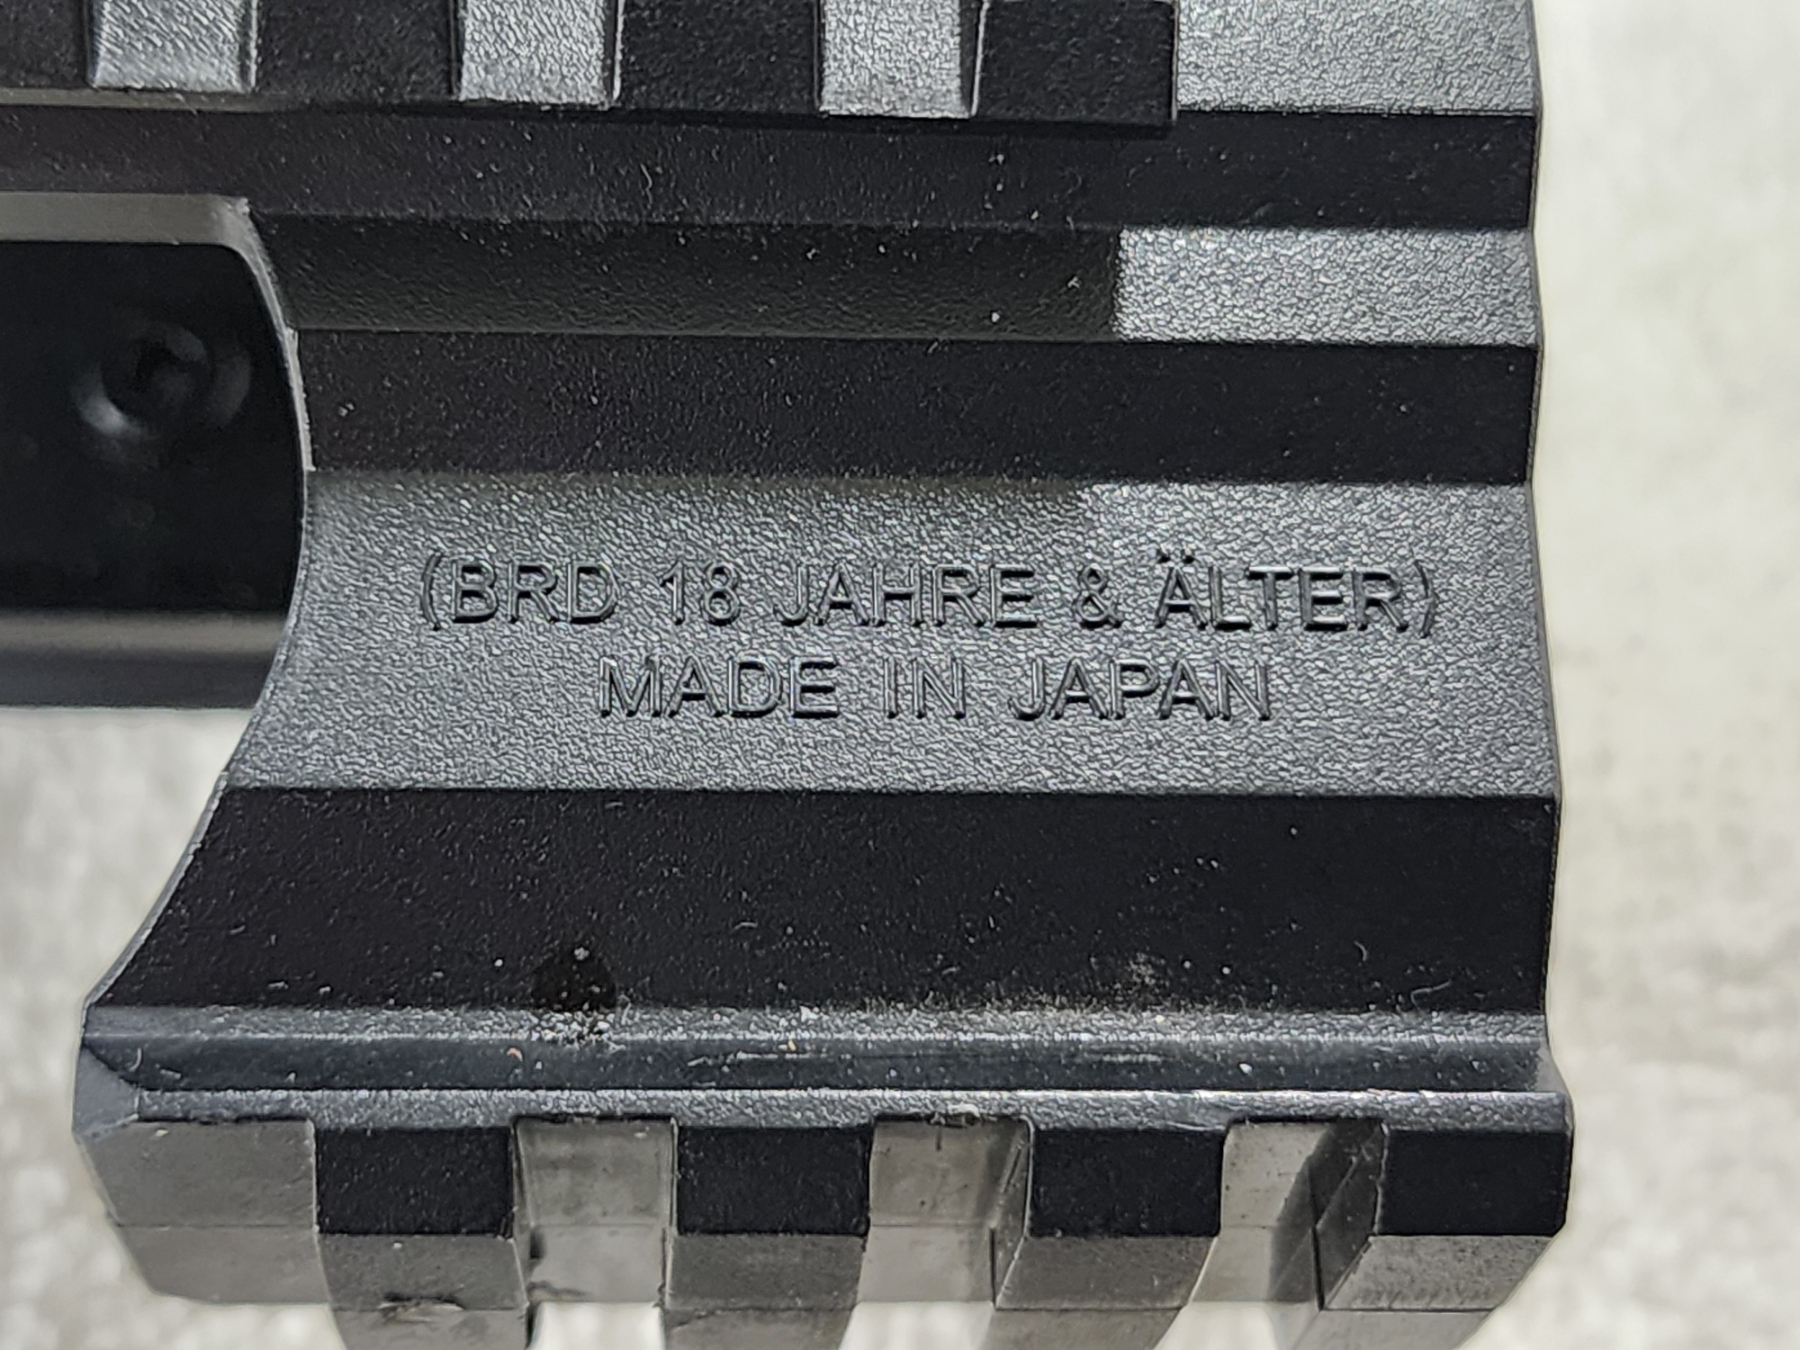 (BRD 18 JAHRE & ÄLTER)
MADE IN JAPAN